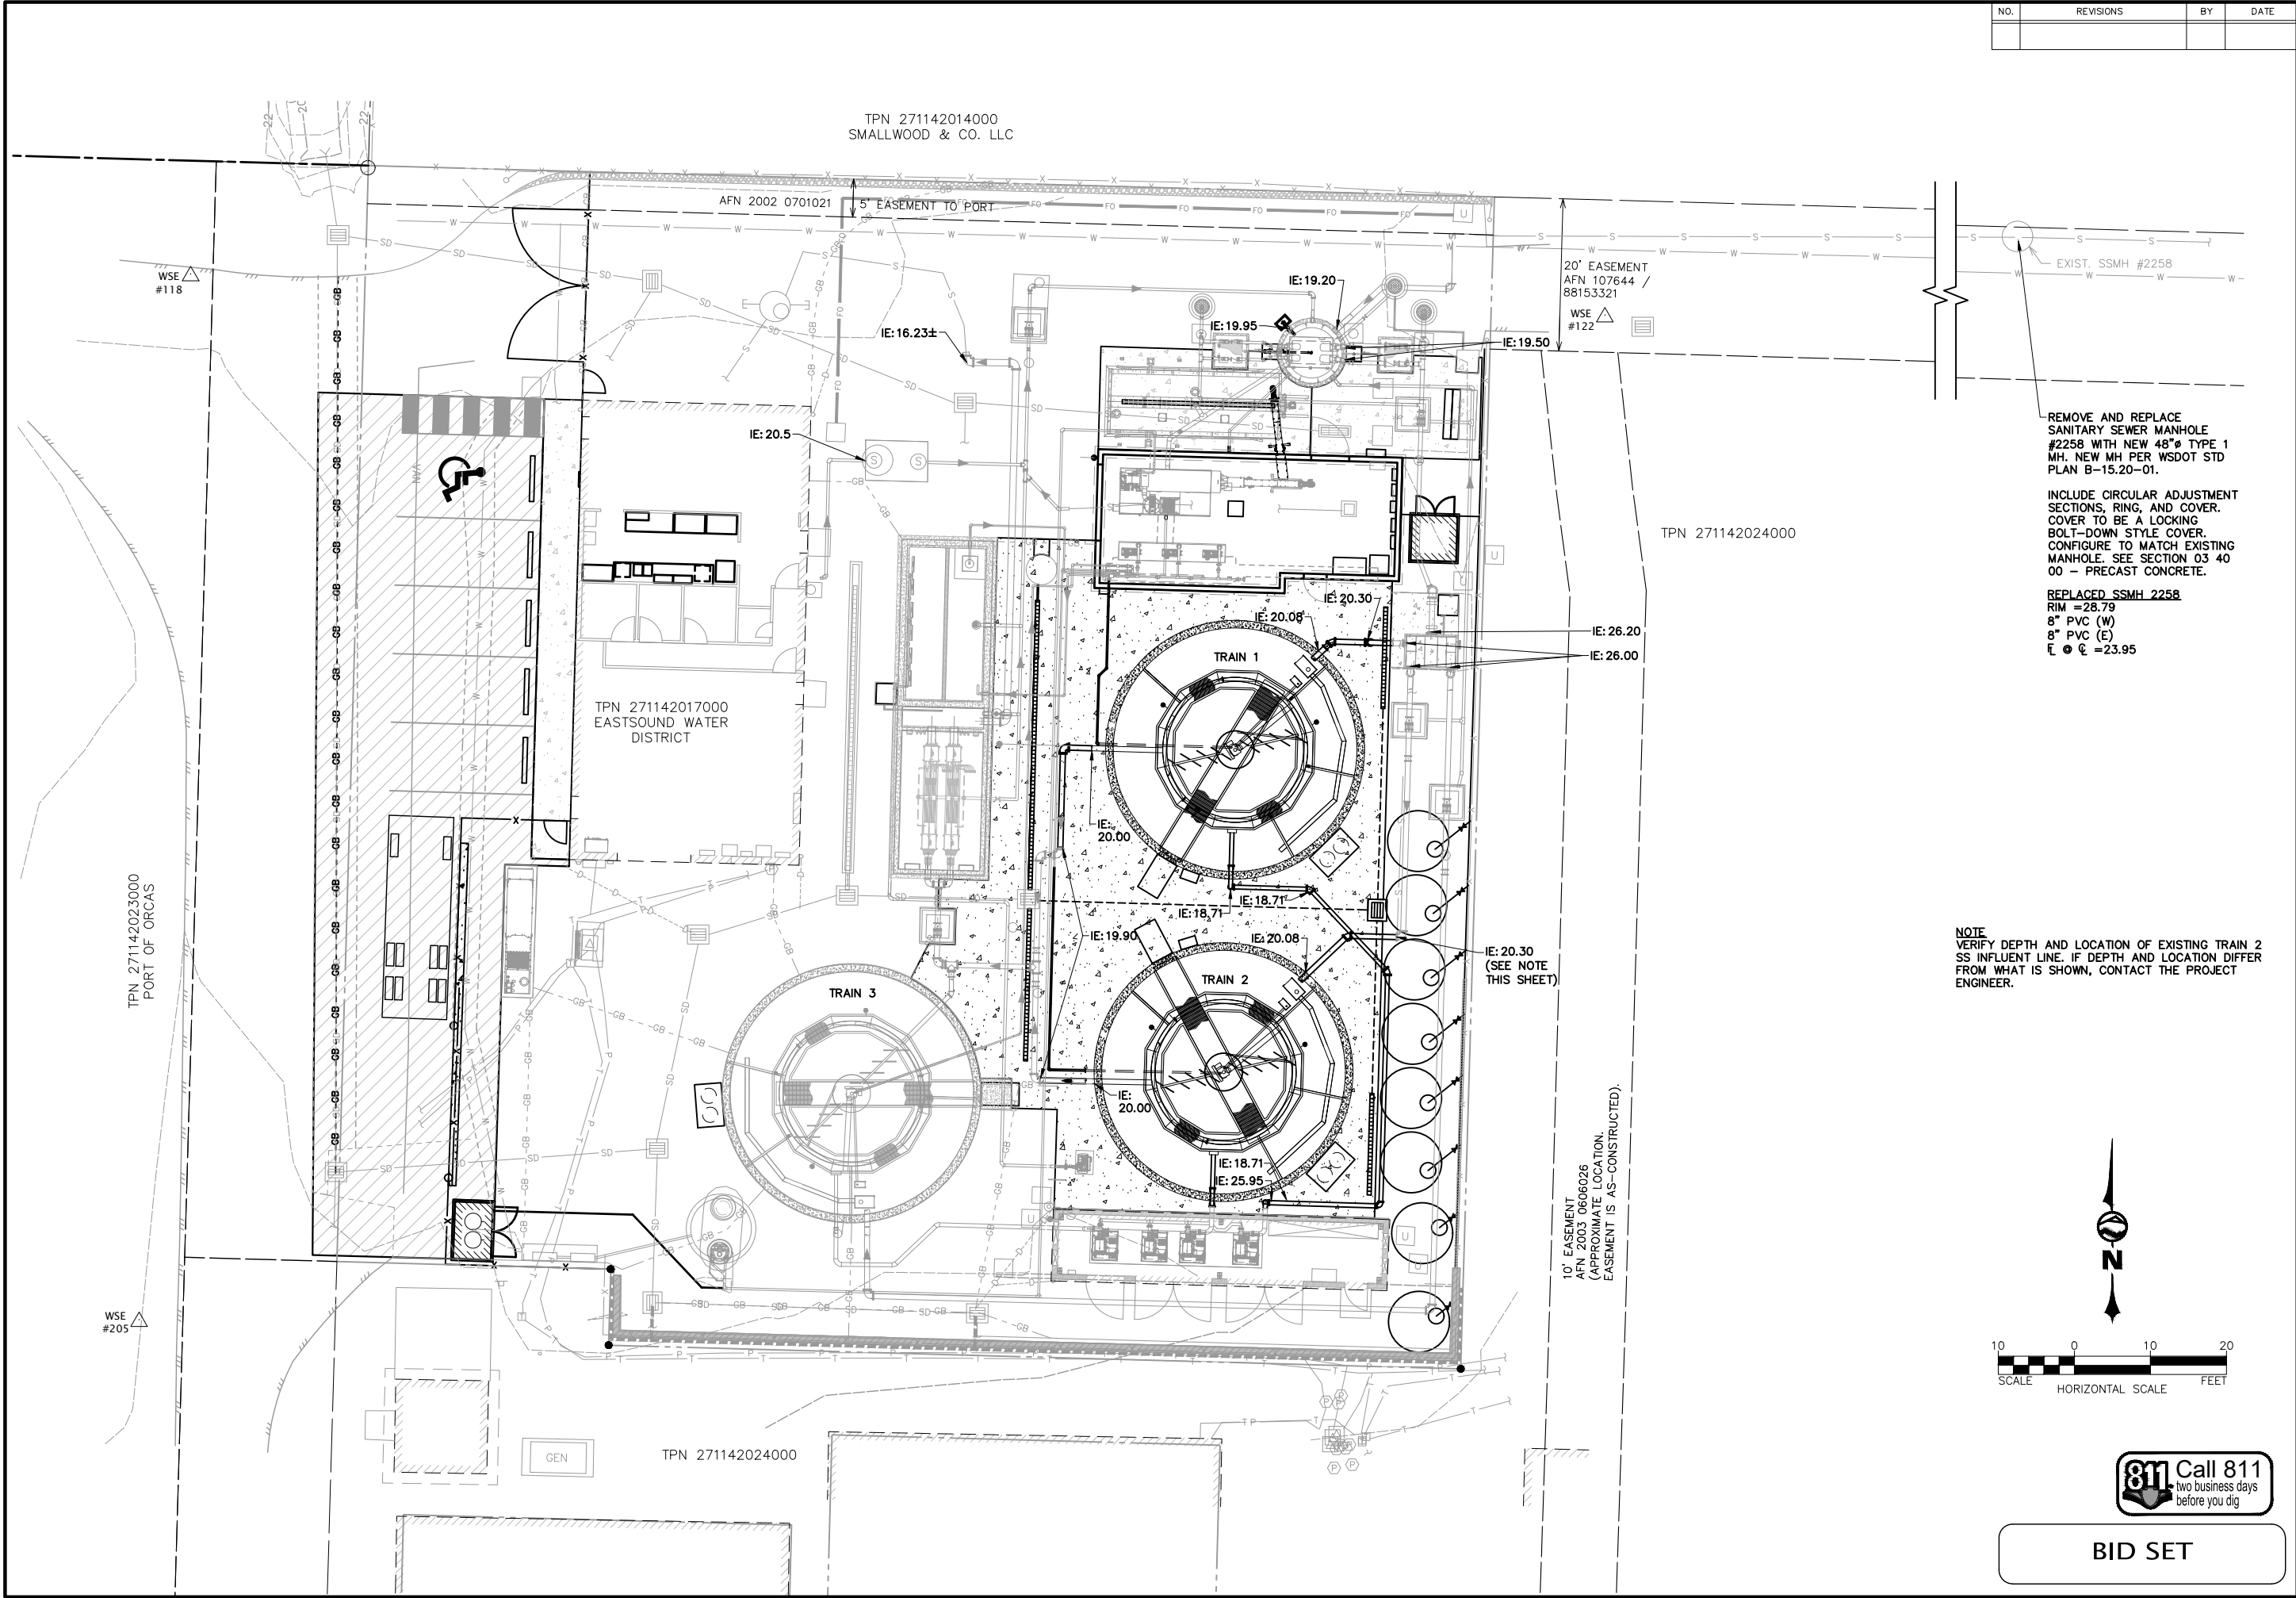 NO. REVISIONS BY DATE
TPN 271142014000
SMALLWOOD & CO. LLC
AFN 2002 0701021
5' EASEMENT TO PORT
WSE
#118
20' EASEMENT
AFN 107644 /
88153321
WSE
#122
EXIST. SSMH #2258
IE:19.20
IE:19.95
IE:16.23±
IE:19.50
IE:20.5
REMOVE AND REPLACE
SANITARY SEWER MANHOLE
#2258 WITH NEW 48"ø TYPE 1
MH. NEW MH PER WSDOT STD
PLAN B-15.20-01.
INCLUDE CIRCULAR ADJUSTMENT
SECTIONS, RING, AND COVER.
COVER TO BE A LOCKING
BOLT-DOWN STYLE COVER.
CONFIGURE TO MATCH EXISTING
MANHOLE. SEE SECTION 03 40
00 - PRECAST CONCRETE.
REPLACED SSMH 2258
RIM =28.79
8" PVC (W)
8" PVC (E)
FL @ CL =23.95
VAN
TPN 271142024000
IE:20.30
IE:20.08
IE:26.20
IE:26.00
TRAIN 1
TPN 271142017000
EASTSOUND WATER
DISTRICT
IE:
20.00
IE:18.71
IE:18.71
IE:19.90
IE:20.08
IE:20.30
(SEE NOTE
THIS SHEET)
TRAIN 2
TRAIN 3
TPN 271142023000
PORT OF ORCAS
NOTE
VERIFY DEPTH AND LOCATION OF EXISTING TRAIN 2
SS INFLUENT LINE. IF DEPTH AND LOCATION DIFFER
FROM WHAT IS SHOWN, CONTACT THE PROJECT
ENGINEER.
IE:
20.00
IE:18.71
IE:25.95
10' EASEMENT
AFN 2003 0606026
(APPROXIMATE LOCATION.
EASEMENT IS AS-CONSTRUCTED).
WSE
#205
N
10 0 10 20
SCALE HORIZONTAL SCALE FEET
GEN
TPN 271142024000
811 Call 811
two business days
before you dig
BID SET